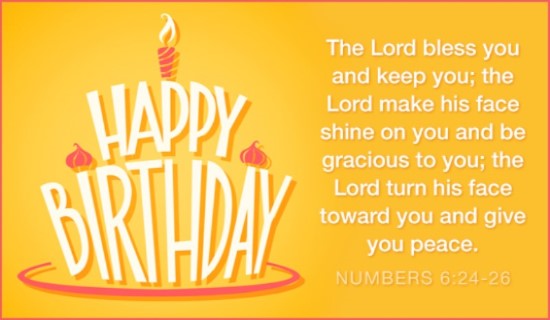 HAPPY
BIRTHDAY
The Lord bless you
and keep you; the
Lord make his face
shine on you and be
gracious to you; the
Lord turn his face
toward you and give
you peace.
NUMBERS 6:24-26